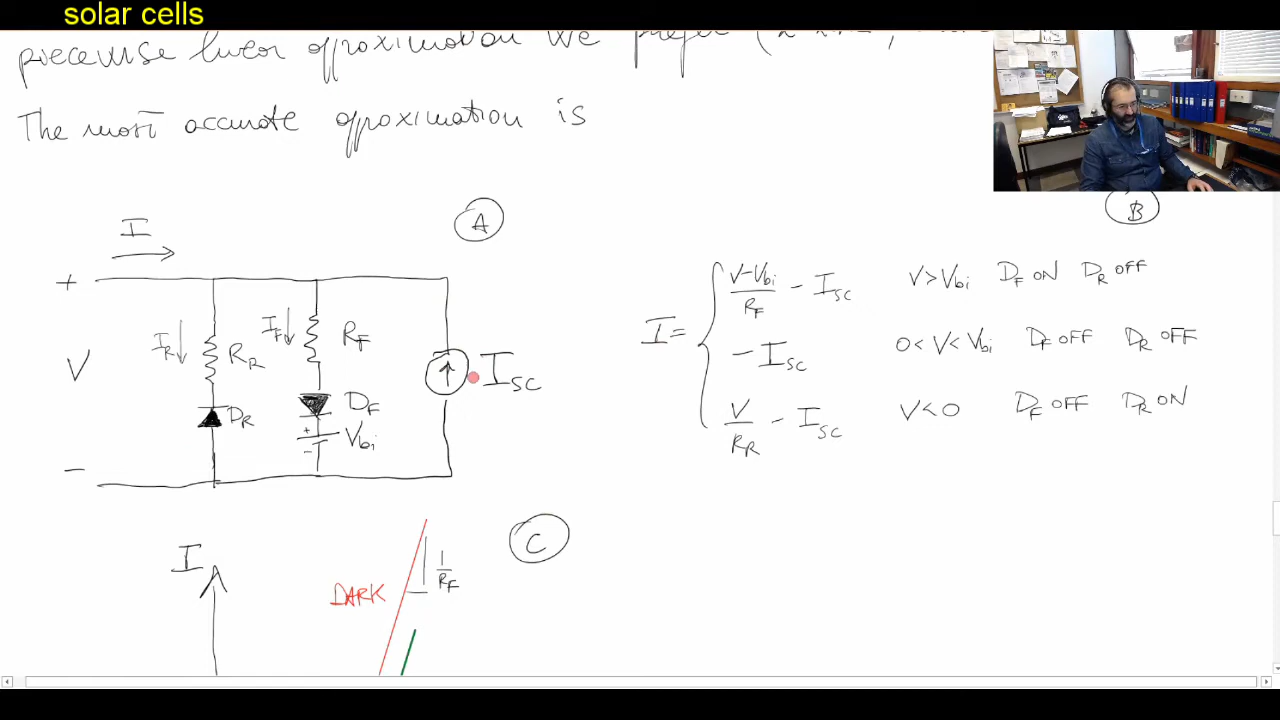 solar cells
piecewise linear approximation We prefer (2
The most accurate approximation is
I
A
B
+
V
-
I_R
R_R
D_R
I_F
R_F
D_F
+
-
V_bi
I_SC
I = { (V-V_bi)/R_F - I_SC V > V_bi D_F ON D_R OFF
- I_SC 0 < V < V_bi D_F OFF D_R OFF
V/R_R - I_SC V < 0 D_F OFF D_R ON
C
I
DARK
1/R_F